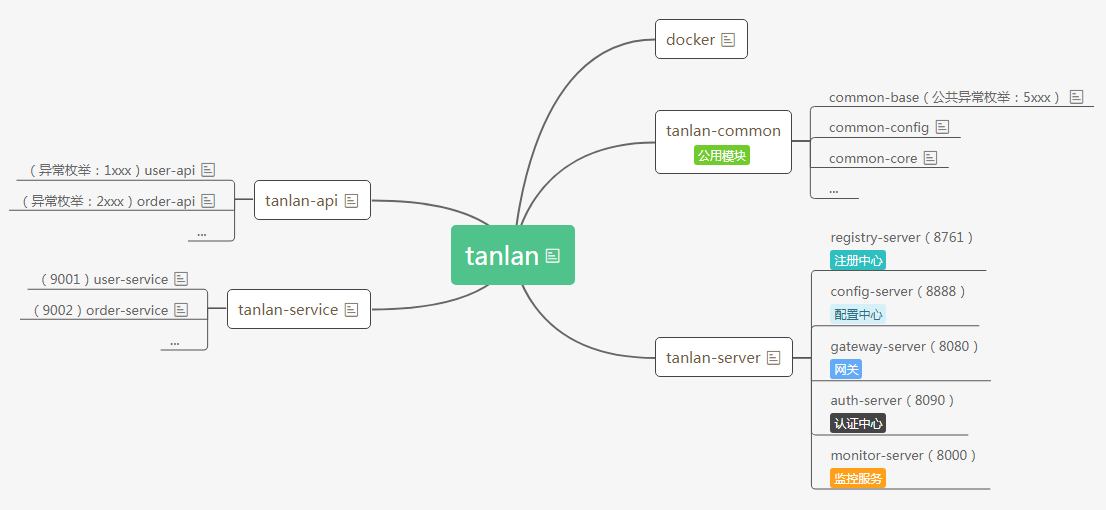 tanlan
docker
tanlan-common
公用模块
common-base（公共异常枚举：5xxx）
common-config
common-core
...
tanlan-server
registry-server（8761）
注册中心
config-server（8888）
配置中心
gateway-server（8080）
网关
auth-server（8090）
认证中心
monitor-server（8000）
监控服务
tanlan-api
（异常枚举：1xxx）user-api
（异常枚举：2xxx）order-api
...
tanlan-service
（9001）user-service
（9002）order-service
...